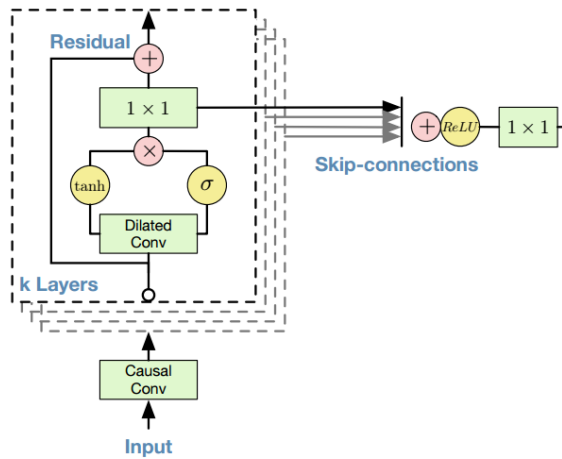 Residual
+
1 × 1
×
tanh
σ
Dilated
Conv
k Layers
Causal
Conv
Input
+
ReLU
1 × 1
Skip-connections